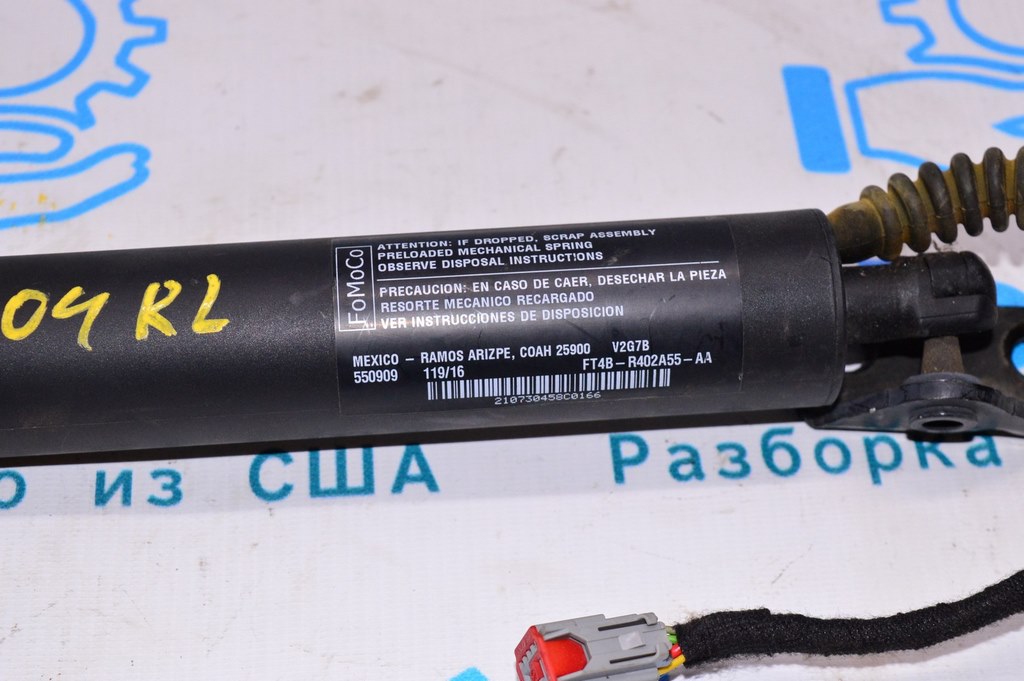 04 RL
FoMoCo
ATTENTION: IF DROPPED, SCRAP ASSEMBLY
PRELOADED MECHANICAL SPRING
OBSERVE DISPOSAL INSTRUCTIONS
PRECAUCION: EN CASO DE CAER, DESECHAR LA PIEZA
RESORTE MECANICO RECARGADO
VER INSTRUCCIONES DE DISPOSICION
MEXICO - RAMOS ARIZPE, COAH 25900 V2G7B
550909 119/16 FT4B-R402A55-AA
210730458C0166
о из США Разборка